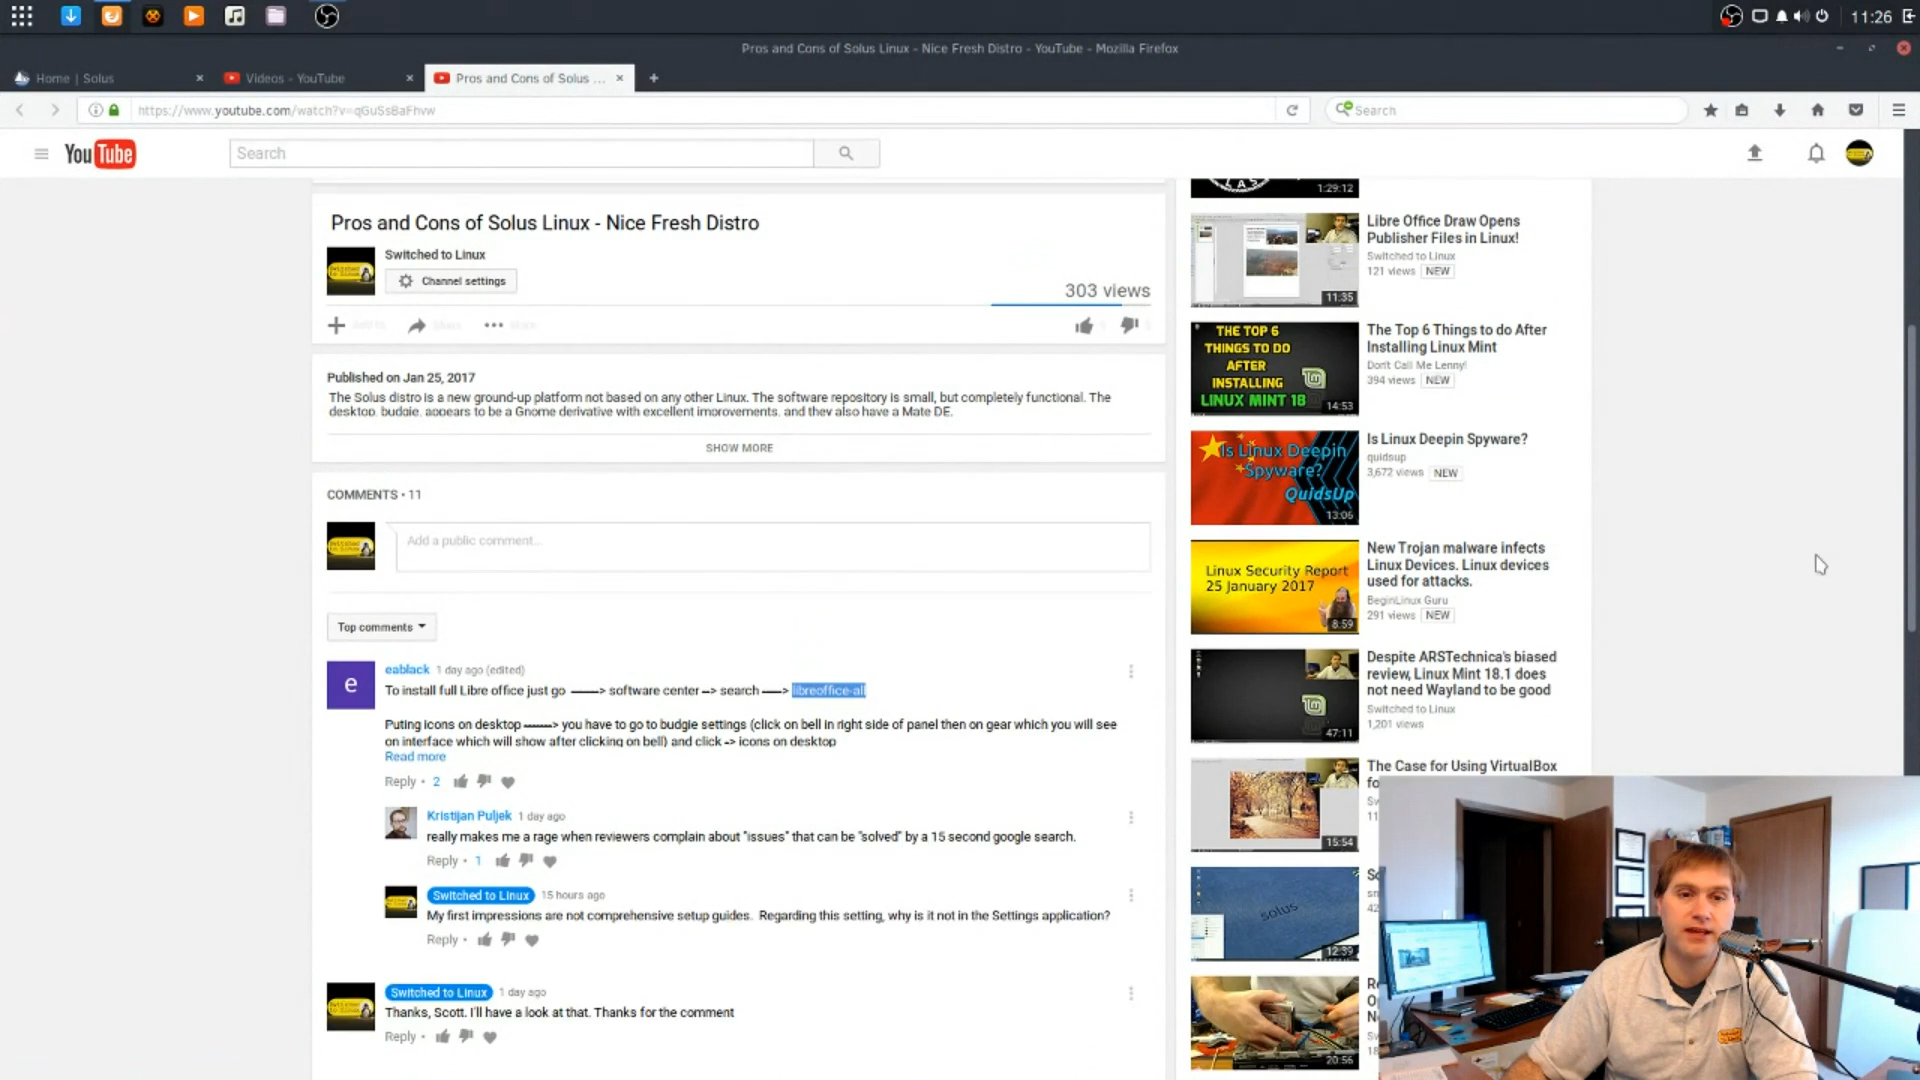 11:26
Pros and Cons of Solus Linux - Nice Fresh Distro - YouTube - Mozilla Firefox
Home | Solus
Videos - YouTube
Pros and Cons of Solus ...
https://www.youtube.com/watch?v=qGuSsBaFhvw
Search
YouTube
Search
Pros and Cons of Solus Linux - Nice Fresh Distro
Switched to Linux
Channel settings
303 views
Add to
Share
More
Published on Jan 25, 2017
The Solus distro is a new ground-up platform not based on any other Linux. The software repository is small, but completely functional. The
desktop, budgie, appears to be a Gnome derivative with excellent improvements, and they also have a Mate DE.
SHOW MORE
COMMENTS • 11
Add a public comment...
Top comments
e
eablack 1 day ago (edited)
To install full Libre office just go -------> software center --> search -----> libreoffice-all
Puting icons on desktop --------> you have to go to budgie settings (click on bell in right side of panel then on gear which you will see
on interface which will show after clicking on bell) and click -> icons on desktop
Read more
Reply • 2
Kristijan Puljek 1 day ago
really makes me a rage when reviewers complain about "issues" that can be "solved" by a 15 second google search.
Reply • 1
Switched to Linux 15 hours ago
My first impressions are not comprehensive setup guides. Regarding this setting, why is it not in the Settings application?
Reply •
Switched to Linux 1 day ago
Thanks, Scott. I'll have a look at that. Thanks for the comment
Reply •
LAS
1:29:12
11:35
Libre Office Draw Opens
Publisher Files in Linux!
Switched to Linux
121 views NEW
THE TOP 6
THINGS TO DO
AFTER
INSTALLING
LINUX MINT 18
14:53
The Top 6 Things to do After
Installing Linux Mint
Don't Call Me Lenny!
394 views NEW
Is Linux Deepin
Spyware?
QuidsUp
13:06
Is Linux Deepin Spyware?
quidsup
3,672 views NEW
Linux Security Report
25 January 2017
8:59
New Trojan malware infects
Linux Devices. Linux devices
used for attacks.
BeginLinux Guru
291 views NEW
47:11
Despite ARSTechnica's biased
review, Linux Mint 18.1 does
not need Wayland to be good
Switched to Linux
1,201 views
15:54
The Case for Using VirtualBox
solus
12:39
20:56